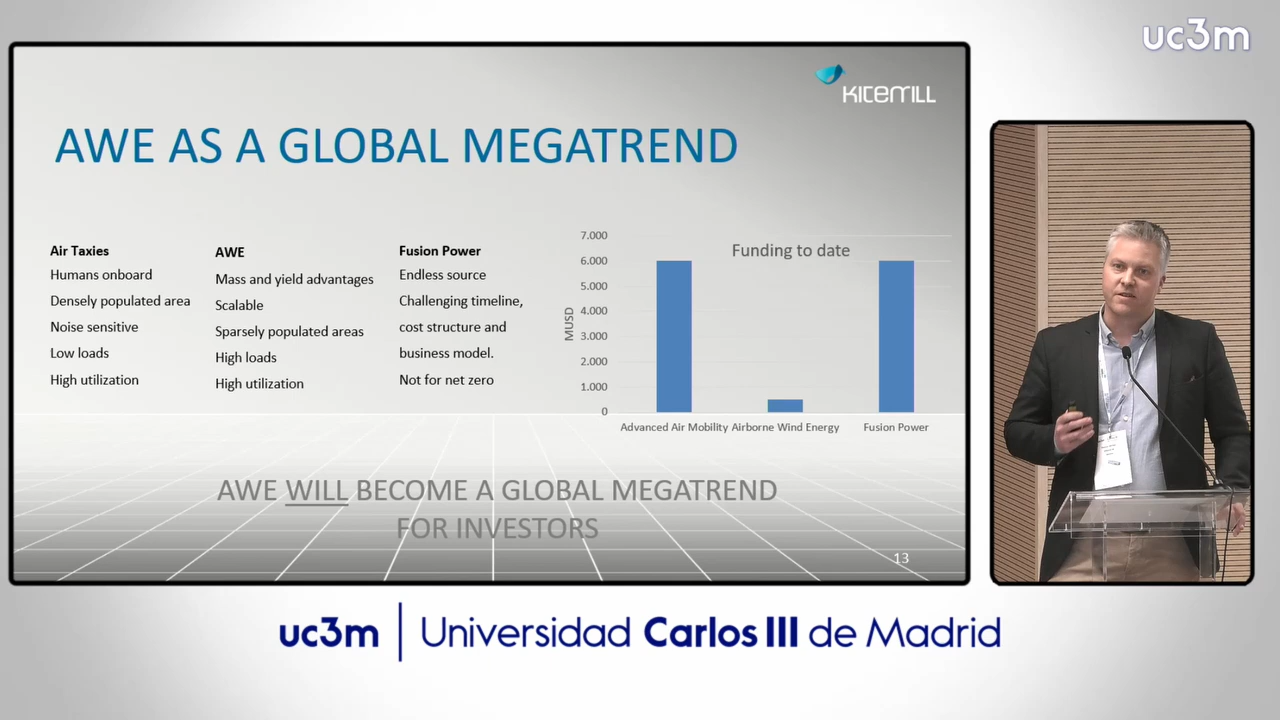 uc3m
KITEMILL
AWE AS A GLOBAL MEGATREND
Air Taxies
Humans onboard
Densely populated area
Noise sensitive
Low loads
High utilization
AWE
Mass and yield advantages
Scalable
Sparsely populated areas
High loads
High utilization
Fusion Power
Endless source
Challenging timeline,
cost structure and
business model.
Not for net zero
Funding to date
MUSD
7.000
6.000
5.000
4.000
3.000
2.000
1.000
0
Advanced Air Mobility Airborne Wind Energy Fusion Power
AWE WILL BECOME A GLOBAL MEGATREND
FOR INVESTORS
13
uc3m | Universidad Carlos III de Madrid